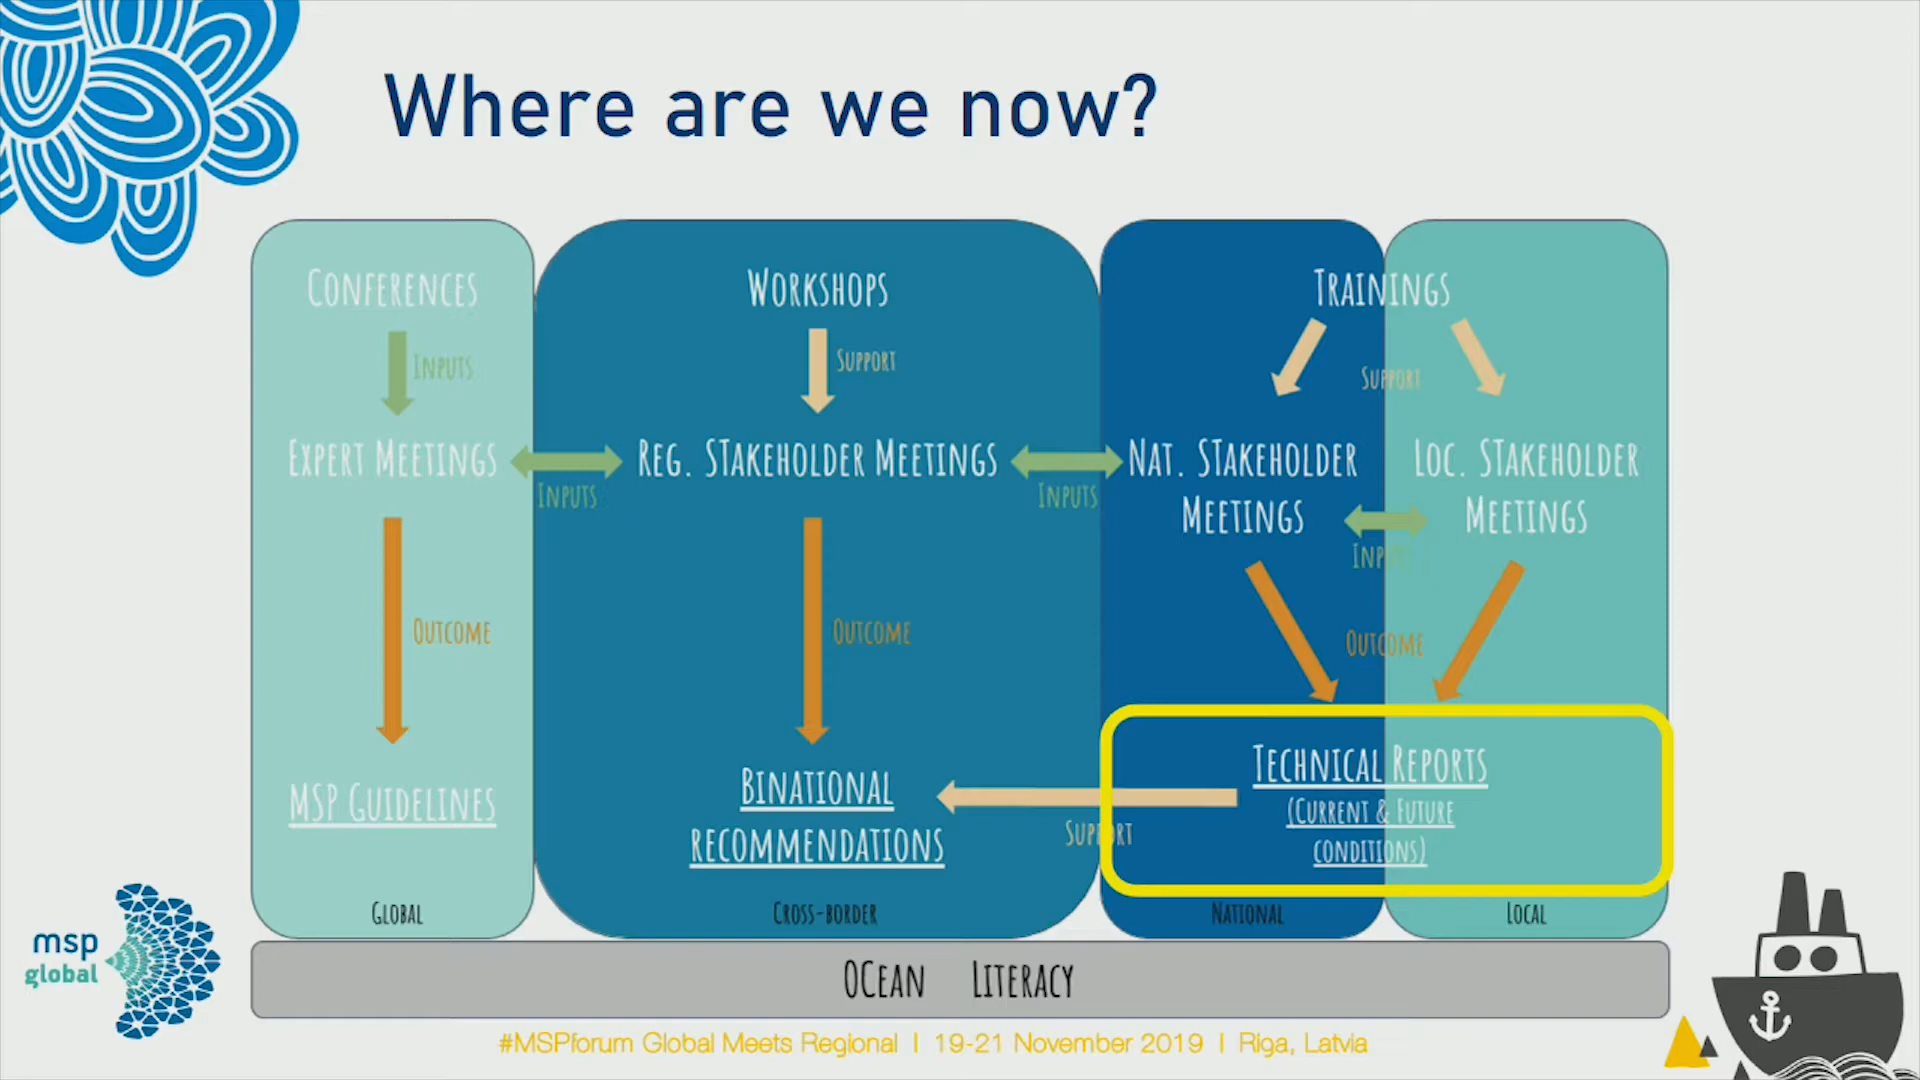 Where are we now?
CONFERENCES
INPUTS
EXPERT MEETINGS
INPUTS
OUTCOME
MSP GUIDELINES
GLOBAL
WORKSHOPS
SUPPORT
REG. STAKEHOLDER MEETINGS
INPUTS
OUTCOME
BINATIONAL
RECOMMENDATIONS
SUPPORT
CROSS-BORDER
TRAININGS
SUPPORT
NAT. STAKEHOLDER
MEETINGS
LOC. STAKEHOLDER
MEETINGS
OUTCOME
TECHNICAL REPORTS
(CURRENT & FUTURE
CONDITIONS)
NATIONAL
LOCAL
OCEAN LITERACY
msp
global
#MSPforum Global Meets Regional | 19-21 November 2019 | Riga, Latvia